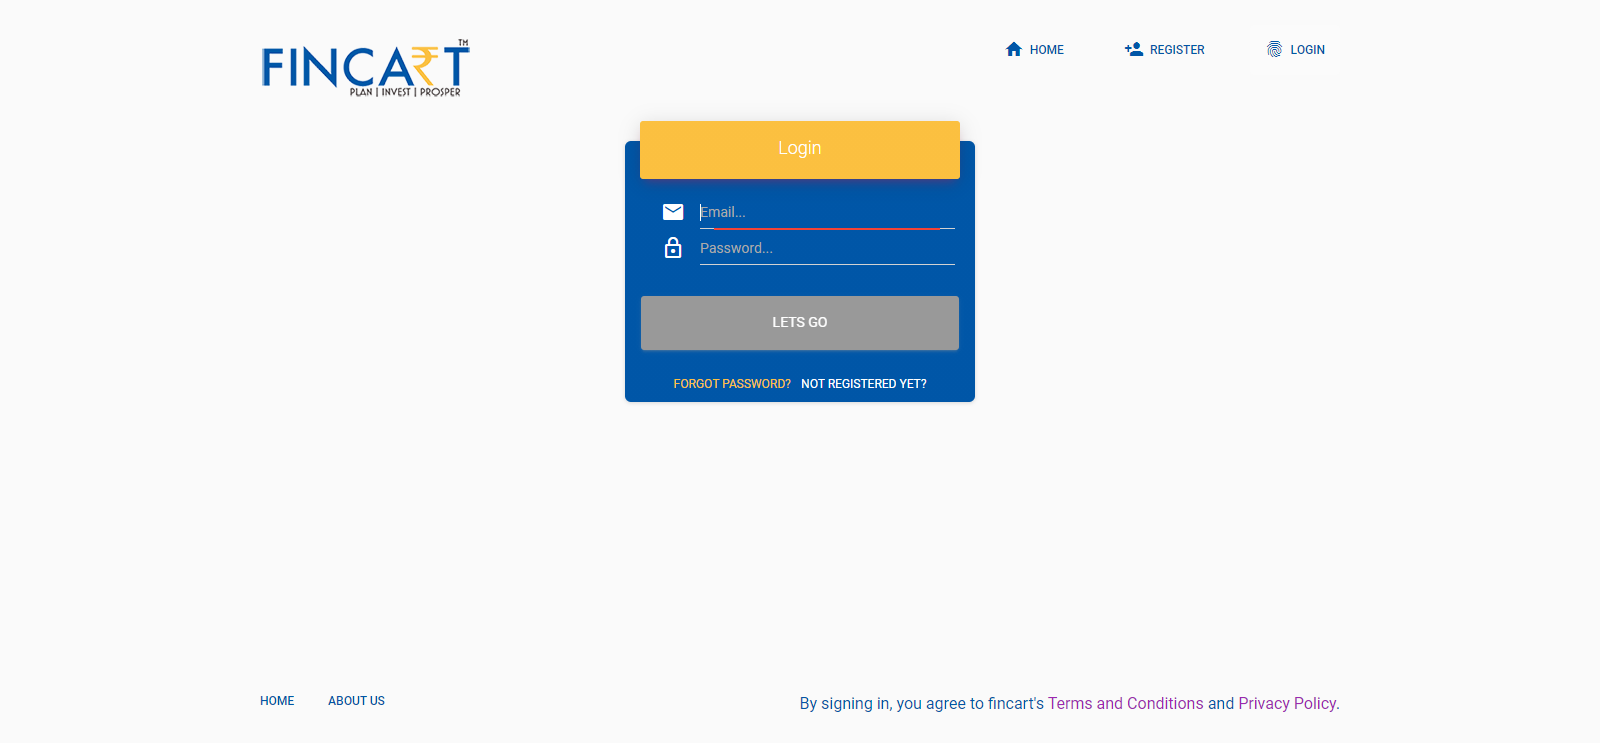 FINCART TM
PLAN | INVEST | PROSPER
HOME
REGISTER
LOGIN
Login
Email...
Password...
LETS GO
FORGOT PASSWORD? NOT REGISTERED YET?
HOME
ABOUT US
By signing in, you agree to fincart's Terms and Conditions and Privacy Policy.